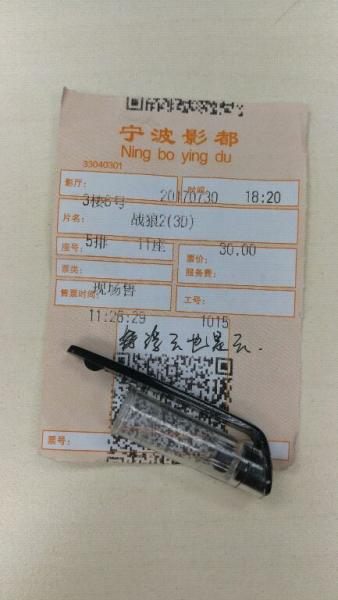 宁波影都
Ning bo ying du
33040301
影厅: 时间:
3楼6号 20170730 18:20
片名: 战狼2(3D)
座号: 5排 11座 票价: 30.00
服务费:
票类: 现场售
售票时间: 工号:
11:26:29 1015
票号: